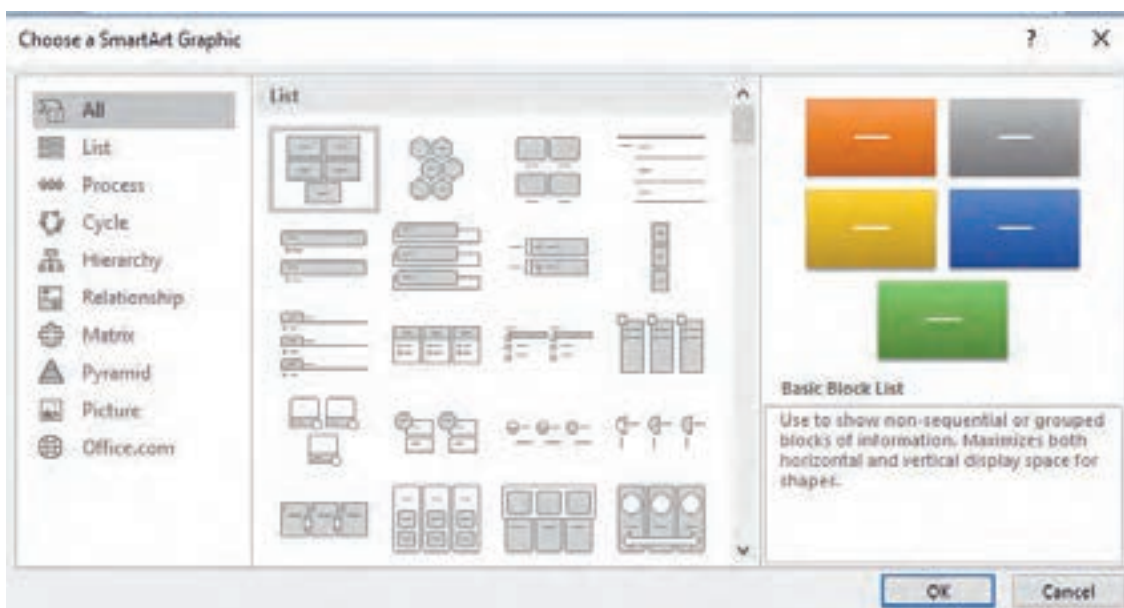 Choose a SmartArt Graphic
?
All
List
Process
Cycle
Hierarchy
Relationship
Matrix
Pyramid
Picture
Office.com
List
Basic Block List
Use to show non-sequential or grouped
blocks of information. Maximizes both
horizontal and vertical display space for
shapes.
OK
Cancel